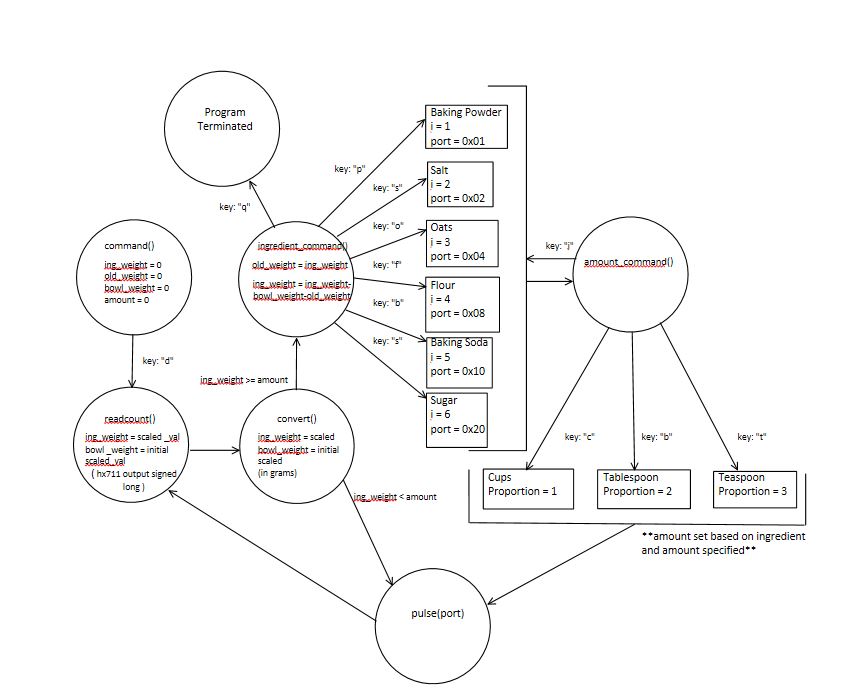 Program
Terminated
Baking Powder
i = 1
port = 0x01
key: "p"
Salt
i = 2
port = 0x02
key: "s"
key: "q"
Oats
i = 3
port = 0x04
key: "o"
command()
ing_weight = 0
old_weight = 0
bowl_weight = 0
amount = 0
ingredient_command()
old_weight = ing_weight
ing_weight = ing_weight-
bowl_weight-old_weight
key: "f"
Flour
i = 4
port = 0x08
key: "b"
Baking Soda
i = 5
port = 0x10
key: "s"
Sugar
i = 6
port = 0x20
key: "i"
amount_command()
key: "d"
ing_weight >= amount
readcount()
ing_weight = scaled _val
bowl _weight = initial
scaled_val
( hx711 output signed
long )
convert()
ing_weight = scaled
bowl_weight = initial
scaled
(in grams)
key: "c"
key: "b"
key: "t"
Cups
Proportion = 1
Tablespoon
Proportion = 2
Teaspoon
Proportion = 3
ing_weight < amount
**amount set based on ingredient
and amount specified**
pulse(port)